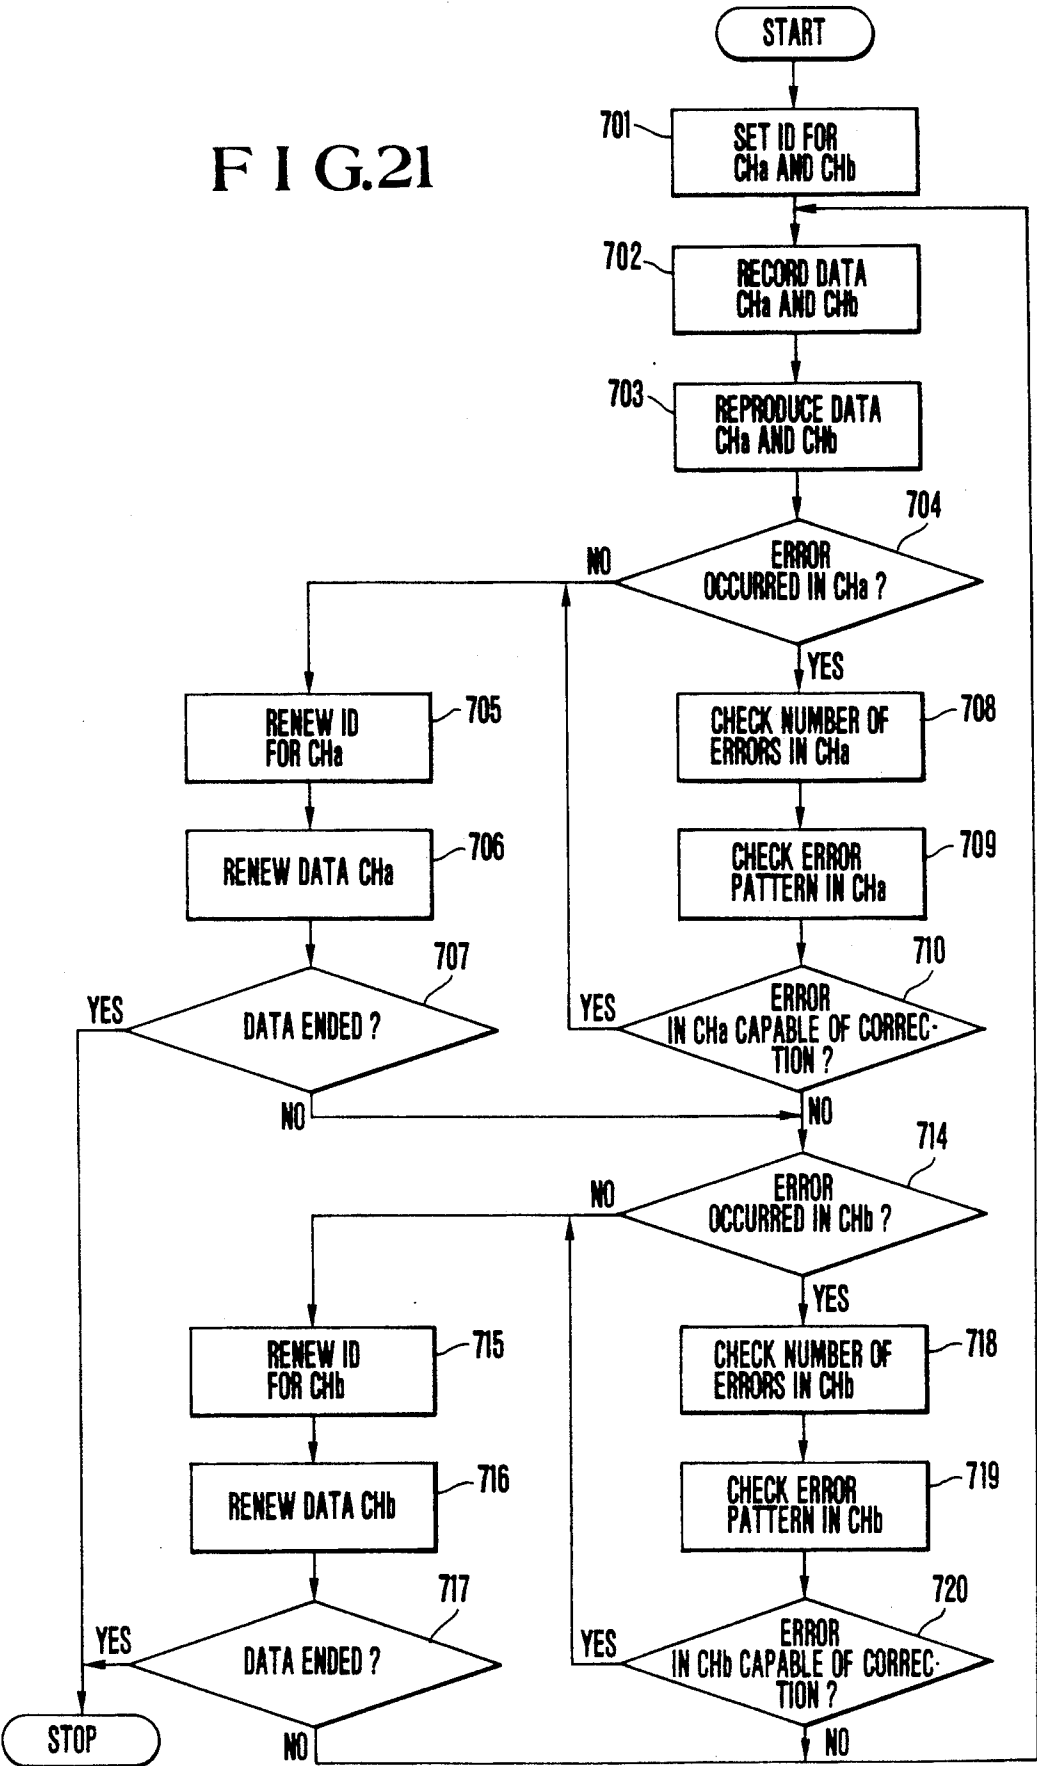 START
701
SET ID FOR
CHa AND CHb
FIG.21
702
RECORD DATA
CHa AND CHb
703
REPRODUCE DATA
CHa AND CHb
704
ERROR
OCCURRED IN CHa ?
NO
YES
RENEW ID
FOR CHa
705
CHECK NUMBER OF
ERRORS IN CHa
708
RENEW DATA CHa
706
CHECK ERROR
PATTERN IN CHa
709
707
DATA ENDED ?
YES
NO
710
ERROR
IN CHa CAPABLE OF CORREC-
TION ?
YES
NO
714
ERROR
OCCURRED IN CHb ?
NO
YES
RENEW ID
FOR CHb
715
CHECK NUMBER OF
ERRORS IN CHb
718
RENEW DATA CHb
716
CHECK ERROR
PATTERN IN CHb
719
717
DATA ENDED ?
YES
NO
720
ERROR
IN CHb CAPABLE OF CORREC-
TION ?
YES
NO
STOP